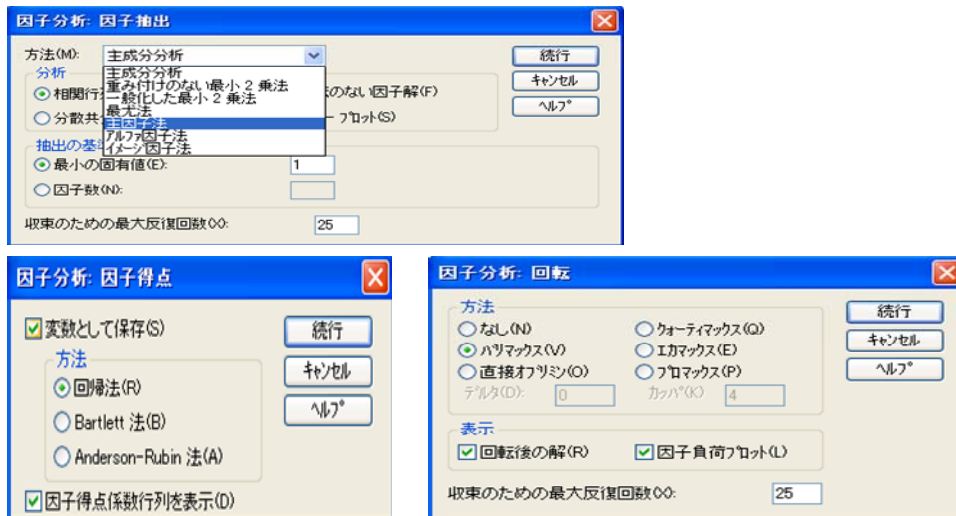 因子分析: 因子抽出
方法(M): 主成分分析 続行
主成分分析
重み付けのない最小2乗法
一般化した最小2乗法
最尤法
主因子法
アルファ因子法
イメージ因子法
キャンセル
ヘルプ
分析
相関行 のない因子解(F)
分散共 プロット(S)
抽出の基
最小の固有値(E): 1
因子数(N):
収束のための最大反復回数(X): 25
因子分析: 因子得点
変数として保存(S) 続行
方法 キャンセル
回帰法(R) ヘルプ
Bartlett 法(B)
Anderson-Rubin 法(A)
因子得点係数行列を表示(D)
因子分析: 回転
方法 続行
なし(N) クォーティマックス(Q) キャンセル
バリマックス(V) エカマックス(E) ヘルプ
直接オブリミン(O) プロマックス(P)
デルタ(D): 0 カッパ(K) 4
表示
回転後の解(R) 因子負荷プロット(L)
収束のための最大反復回数(X): 25